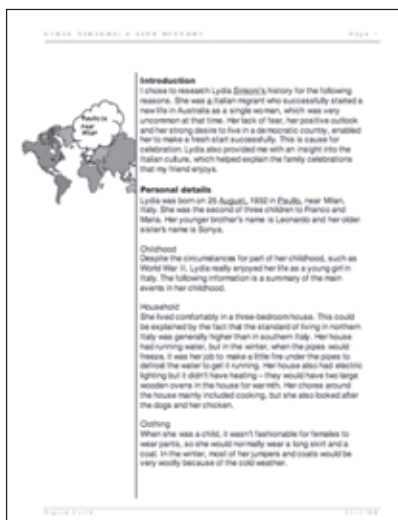 LYDIA SIMIONI: A LIFE HISTORY
Page
Introduction
I chose to research Lydia Simioni's history for the following
reasons. She was a Italian migrant who successfully started a
new life in Australia as a single woman, which was very
uncommon at that time. Her lack of fear, her positive outlook
and her strong desire to live in a democratic country, enabled
her to make a fresh start successfully. This is cause for
celebration. Lydia also provided me with an insight into the
Italian culture, which helped explain the family celebrations
that my friend enjoys.
Paullo is
near
Milan
Personal details
Lydia was born on 25 August, 1932 in Paullo, near Milan,
Italy. She was the second of three children to Franco and
Maria. Her younger brother's name is Leonardo and her older
sister's name is Sonya.
Childhood
Despite the circumstances for part of her childhood, such as
World War II, Lydia really enjoyed her life as a young girl in
Italy. The following information is a summary of the main
events in her childhood.
Household
She lived comfortably in a three-bedroom house. This could
be explained by the fact that the standard of living in northern
Italy was generally higher than in southern Italy. Her house
had running water, but in the winter, when the pipes would
freeze, it was her job to make a little fire under the pipes to
defrost the water to get it running. Her house also had electric
lighting but it didn't have heating – they would have two large
wooden ovens in the house for warmth. Her chores around
the house mainly included cooking, but she also looked after
the dogs and her chicken.
Clothing
When she was a child, it wasn't fashionable for females to
wear pants, so she would normally wear a long skirt and a
coat. In the winter, most of her jumpers and coats would be
very woolly because of the cold weather.